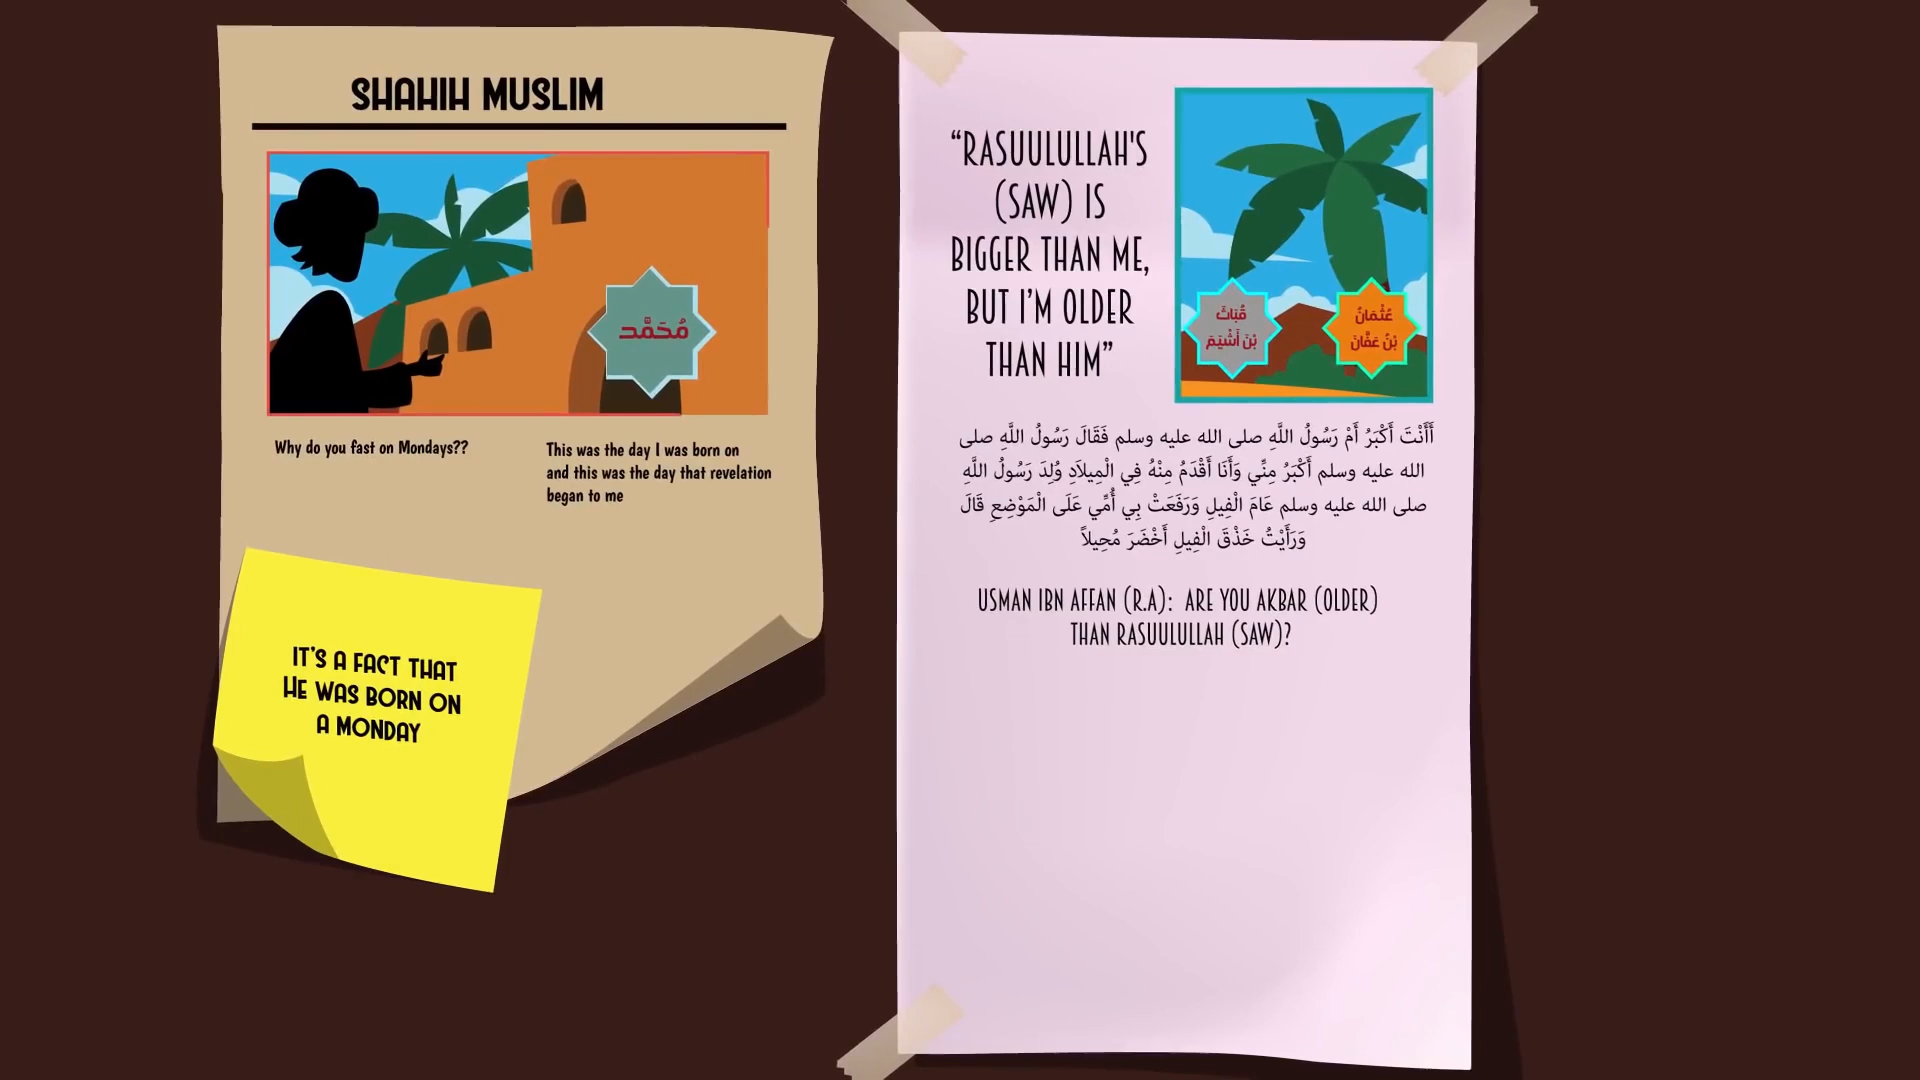 SHAHIH MUSLIM
مُحَمَّد
Why do you fast on Mondays??
This was the day I was born on
and this was the day that revelation
began to me
IT'S A FACT THAT
HE WAS BORN ON
A MONDAY
“RASUULULLAH'S
(SAW) IS
BIGGER THAN ME,
BUT I'M OLDER
THAN HIM”
قُبَاثَ
بْنَ أَشْيَمَ
عُثْمَانُ
بْنُ عَفَّانَ
أَأَنْتَ أَكْبَرُ أَمْ رَسُولُ اللَّهِ صلى الله عليه وسلم فَقَالَ رَسُولُ اللَّهِ صلى
الله عليه وسلم أَكْبَرُ مِنِّي وَأَنَا أَقْدَمُ مِنْهُ فِي الْمِيلاَدِ وُلِدَ رَسُولُ اللَّهِ
صلى الله عليه وسلم عَامَ الْفِيلِ وَرَفَعَتْ بِي أُمِّي عَلَى الْمَوْضِعِ قَالَ
وَرَأَيْتُ خَذْقَ الْفِيلِ أَخْضَرَ مُحِيلاً
USMAN IBN AFFAN (R.A): ARE YOU AKBAR (OLDER)
THAN RASUULULLAH (SAW)?